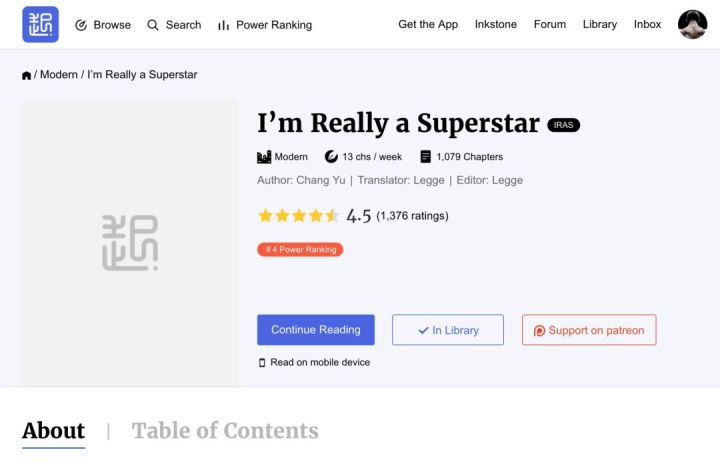 Browse Search Power Ranking Get the App Inkstone Forum Library Inbox
/ Modern / I'm Really a Superstar
I'm Really a Superstar IRAS
Modern 13 chs / week 1,079 Chapters
Author: Chang Yu | Translator: Legge | Editor: Legge
4.5 (1,376 ratings)
#4 Power Ranking
Continue Reading In Library Support on patreon
Read on mobile device
About | Table of Contents